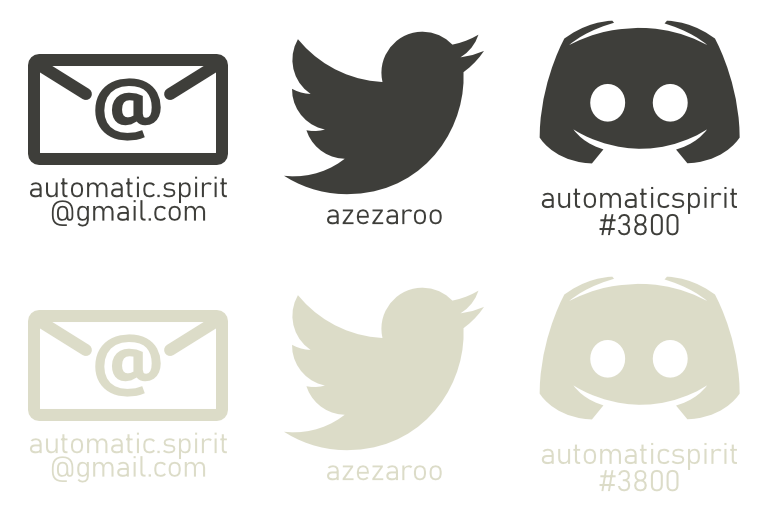 @
automatic.spirit
@gmail.com
azezaroo
automaticspirit
#3800
@
automatic.spirit
@gmail.com
azezaroo
automaticspirit
#3800